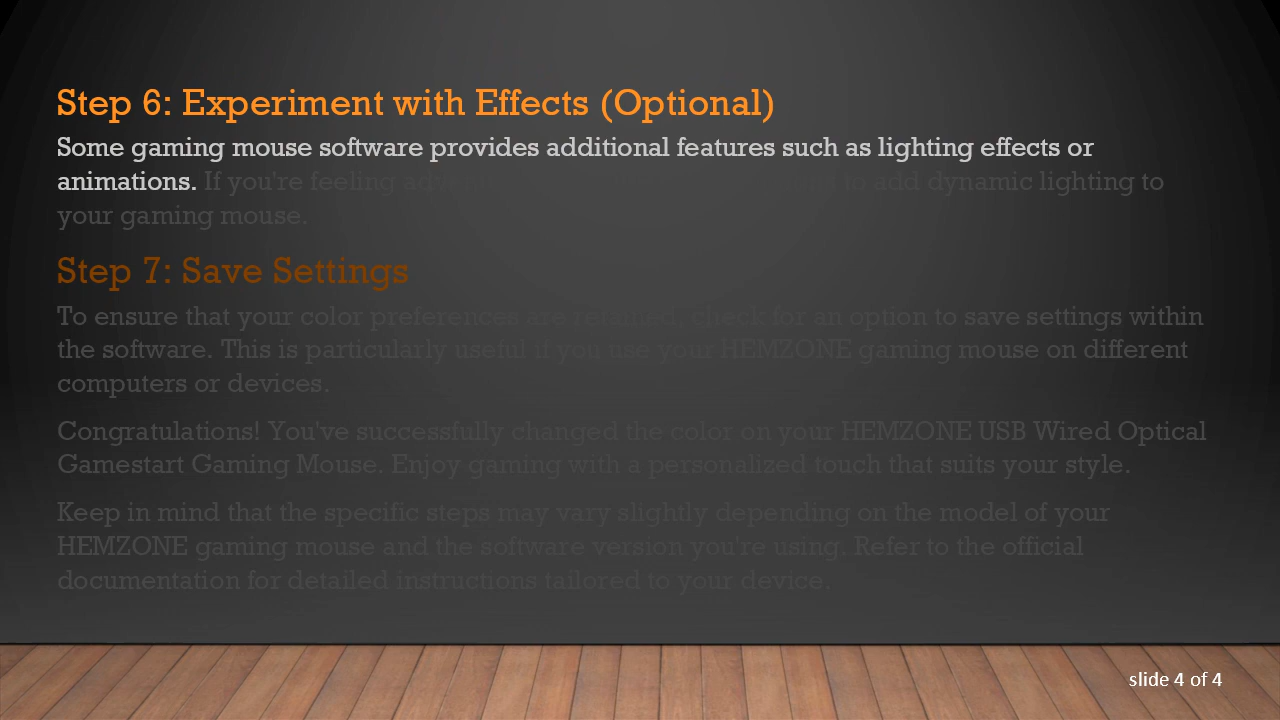 Step 6: Experiment with Effects (Optional)
Some gaming mouse software provides additional features such as lighting effects or
animations. If you're feeling to add dynamic lighting to
your gaming mouse.
Step 7: Save Settings
To ensure that your color preferences are retained, check for an option to save settings within
the software. This is particularly useful if you use your HEMZONE gaming mouse on different
computers or devices.
Congratulations! You've successfully changed the color on your HEMZONE USB Wired Optical
Gamestart Gaming Mouse. Enjoy gaming with a personalized touch that suits your style.
Keep in mind that the specific steps may vary slightly depending on the model of your
HEMZONE gaming mouse and the software version you're using. Refer to the official
documentation for detailed instructions tailored to your device.
slide 4 of 4